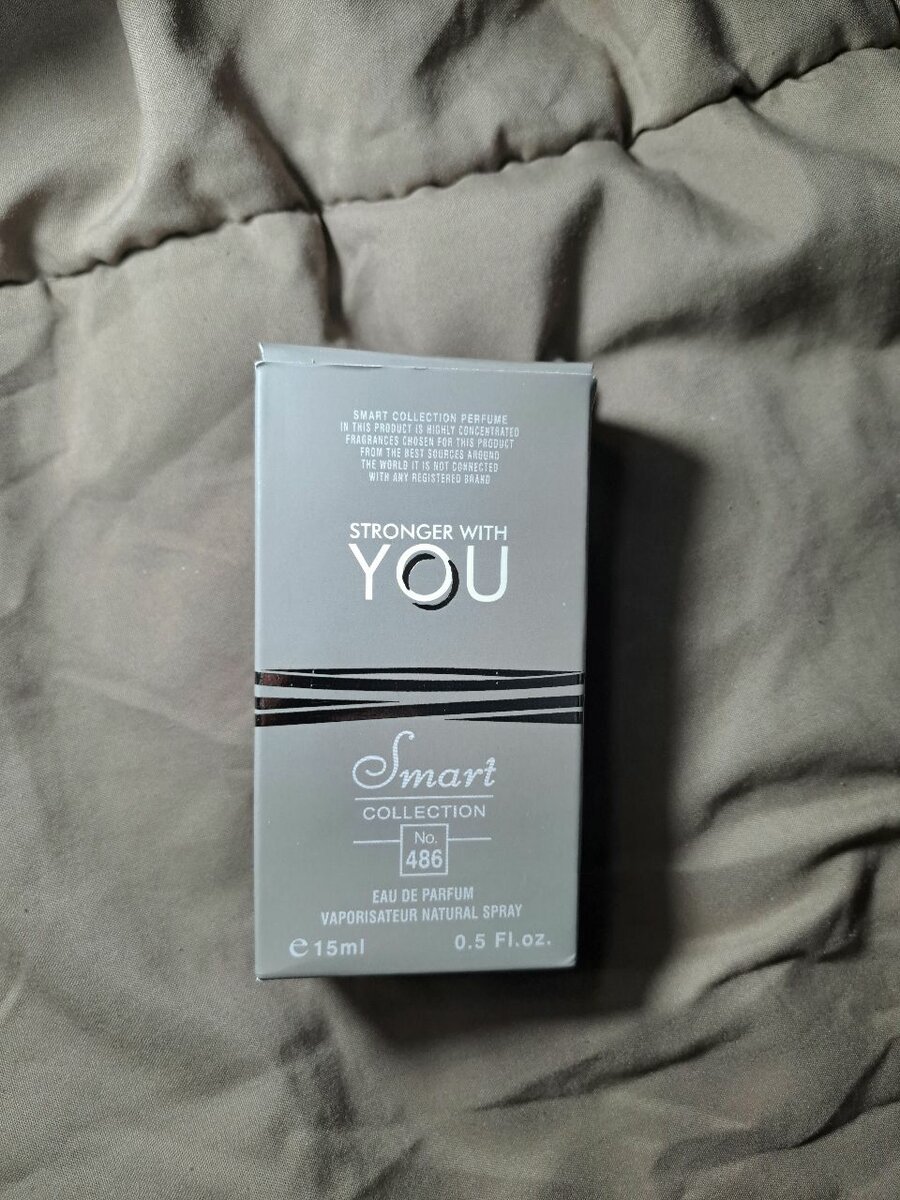 SMART COLLECTION PERFUME
IN THIS PRODUCT IS HIGHLY CONCENTRATED
FRAGRANCES CHOSEN FOR THIS PRODUCT
FROM THE BEST SOURCES AROUND
THE WORLD IT IS NOT CONNECTED
WITH ANY REGISTERED BRAND
STRONGER WITH
YOU
Smart
COLLECTION
No.
486
EAU DE PARFUM
VAPORISATEUR NATURAL SPRAY
℮15ml 0.5 Fl.oz.